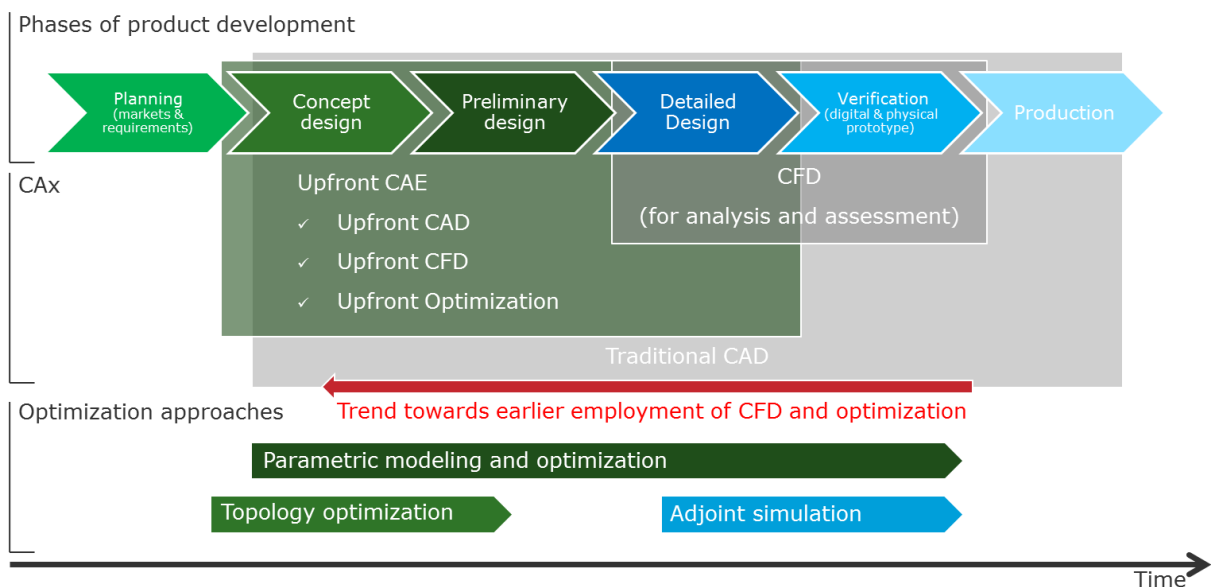 Phases of product development
Planning
(markets &
requirements)
Concept
design
Preliminary
design
Detailed
Design
Verification
(digital & physical
prototype)
Production
CAx
Upfront CAE
✓ Upfront CAD
✓ Upfront CFD
✓ Upfront Optimization
CFD
(for analysis and assessment)
Traditional CAD
Optimization approaches
Trend towards earlier employment of CFD and optimization
Parametric modeling and optimization
Topology optimization
Adjoint simulation
Time